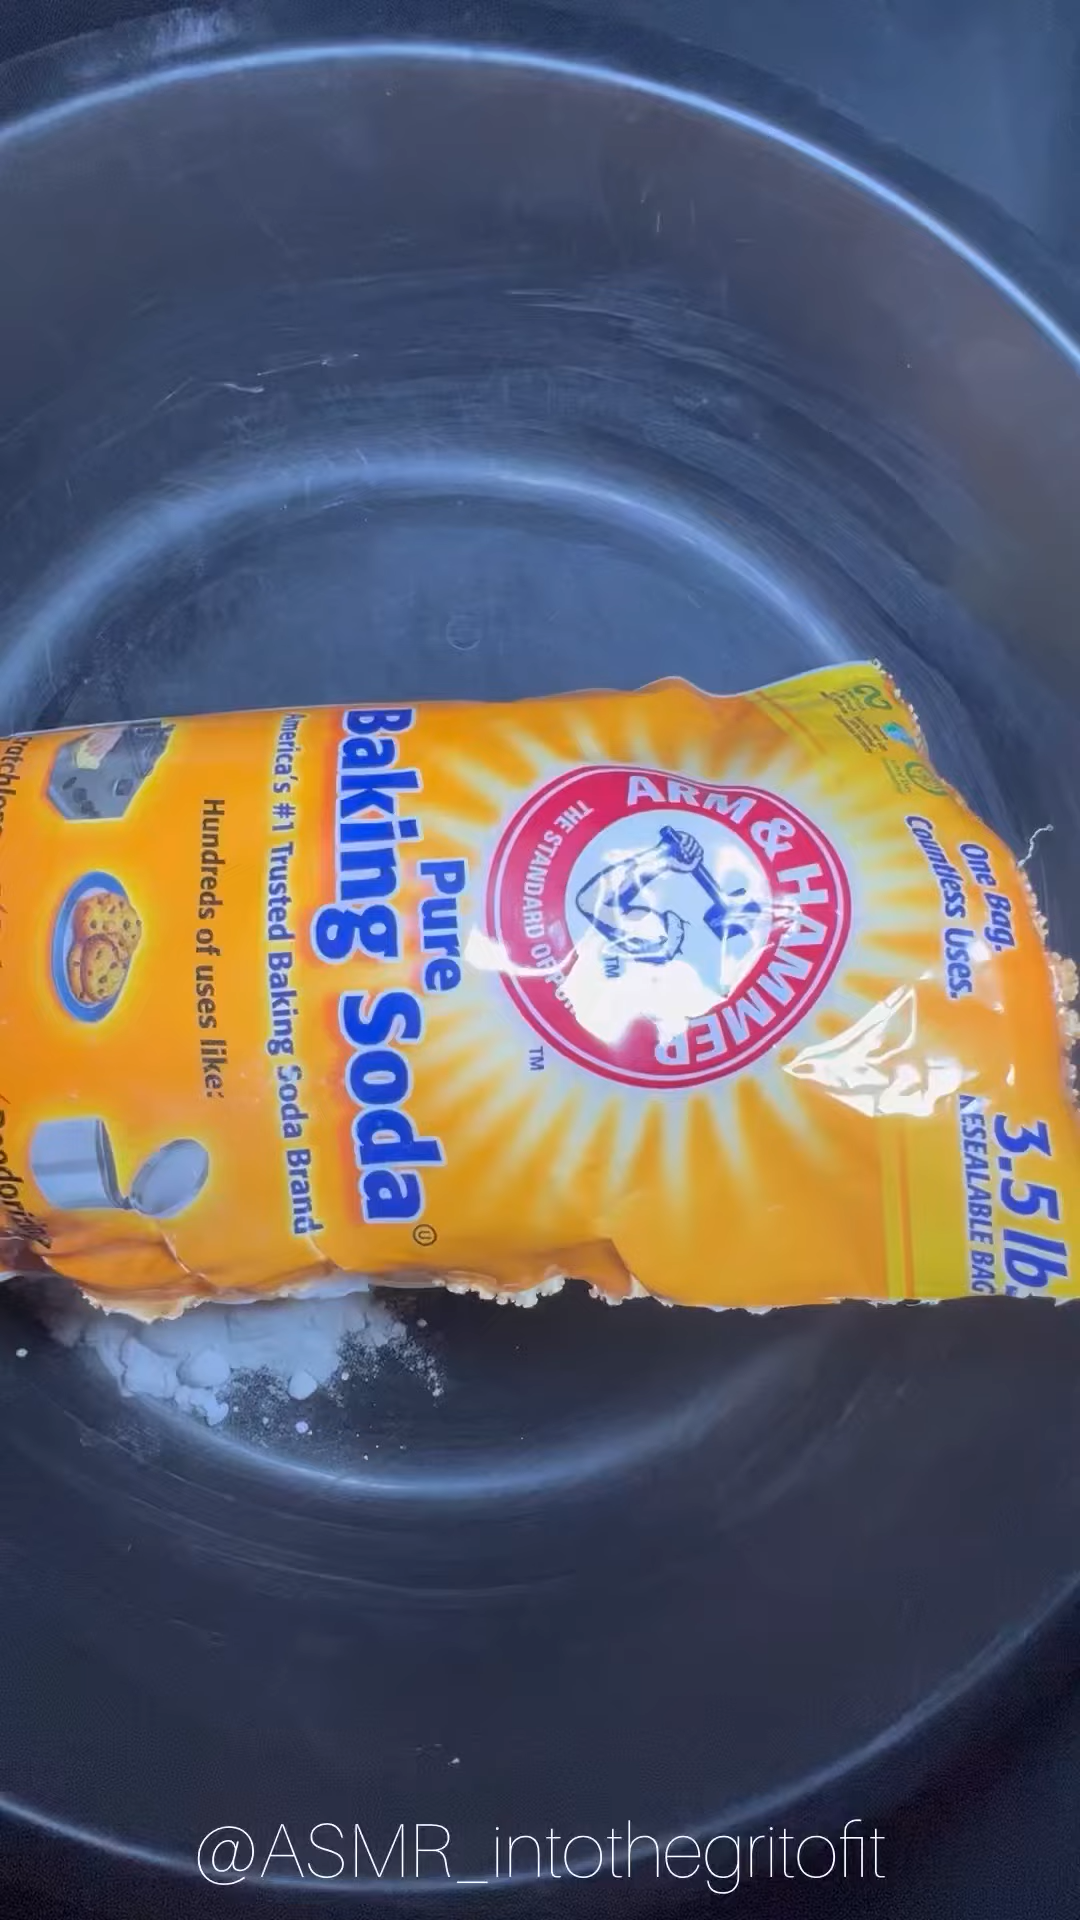 One Bag.
Countless Uses.
3.5 lb
RESEALABLE BAG
ARM & HAMMER
THE STANDARD OF
TM
TM
Pure
Baking Soda
America's #1 Trusted Baking Soda Brand
Hundreds of uses like:
@ASMR_intothegritofit